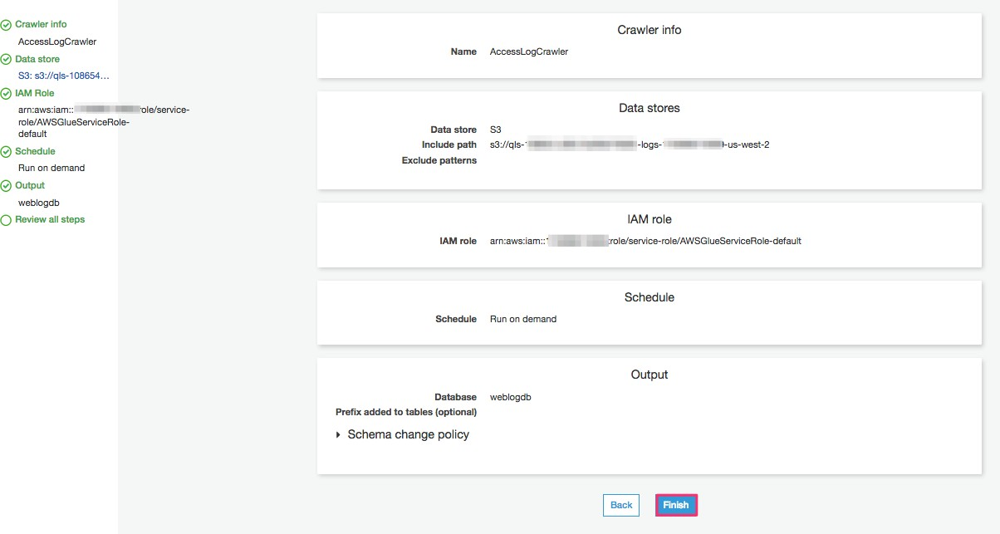 Crawler info
AccessLogCrawler
Data store
S3: s3://qls-108654…
IAM Role
arn:aws:iam:: role/service-
role/AWSGlueServiceRole-
default
Schedule
Run on demand
Output
weblogdb
Review all steps
Crawler info
Name AccessLogCrawler
Data stores
Data store S3
Include path s3://qls- -logs- -us-west-2
Exclude patterns
IAM role
IAM role arn:aws:iam:: :role/service-role/AWSGlueServiceRole-default
Schedule
Schedule Run on demand
Output
Database weblogdb
Prefix added to tables (optional)
Schema change policy
Back Finish